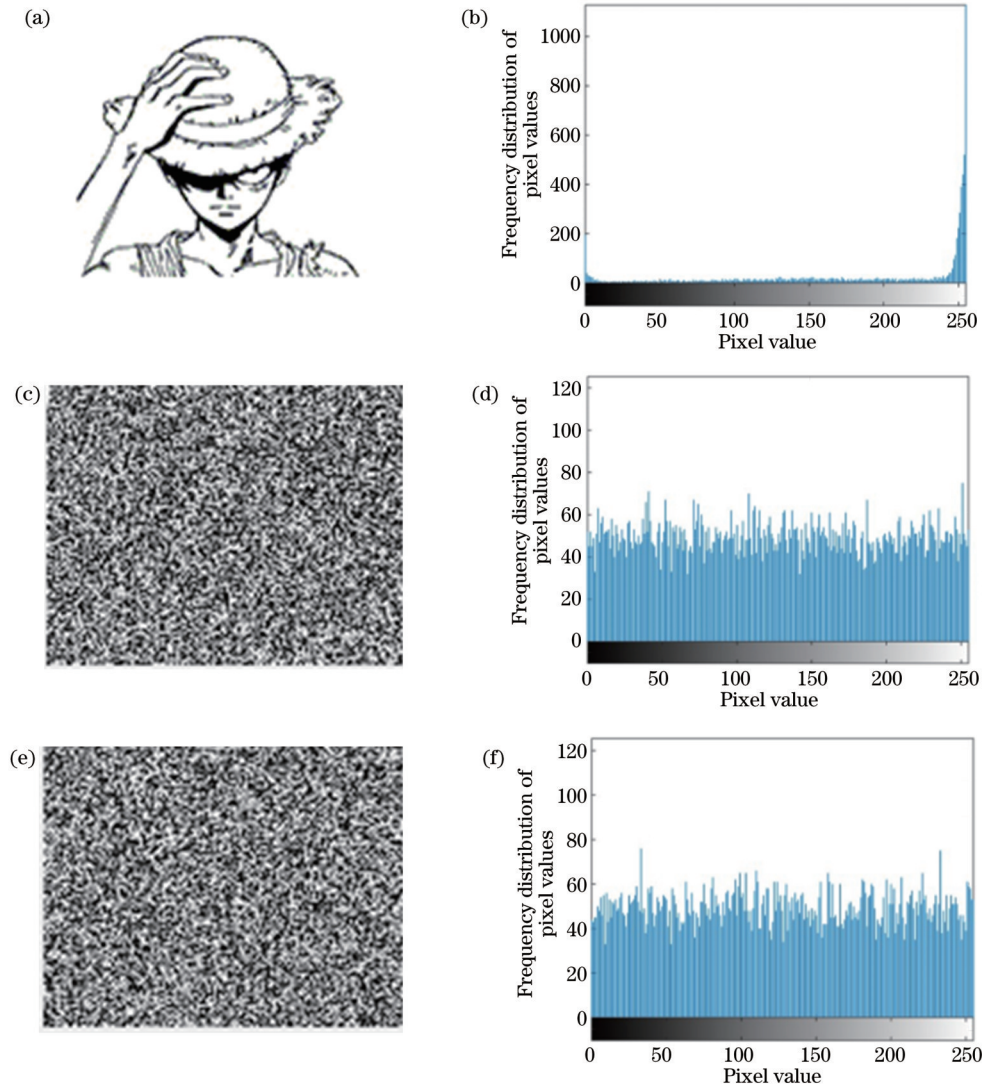 (a)
(b)
Frequency distribution of
pixel values
1000
800
600
400
200
0
0 50 100 150 200 250
Pixel value
(c)
(d)
Frequency distribution of
pixel values
120
100
80
60
40
20
0
0 50 100 150 200 250
Pixel value
(e)
(f)
Frequency distribution of
pixel values
120
100
80
60
40
20
0
0 50 100 150 200 250
Pixel value